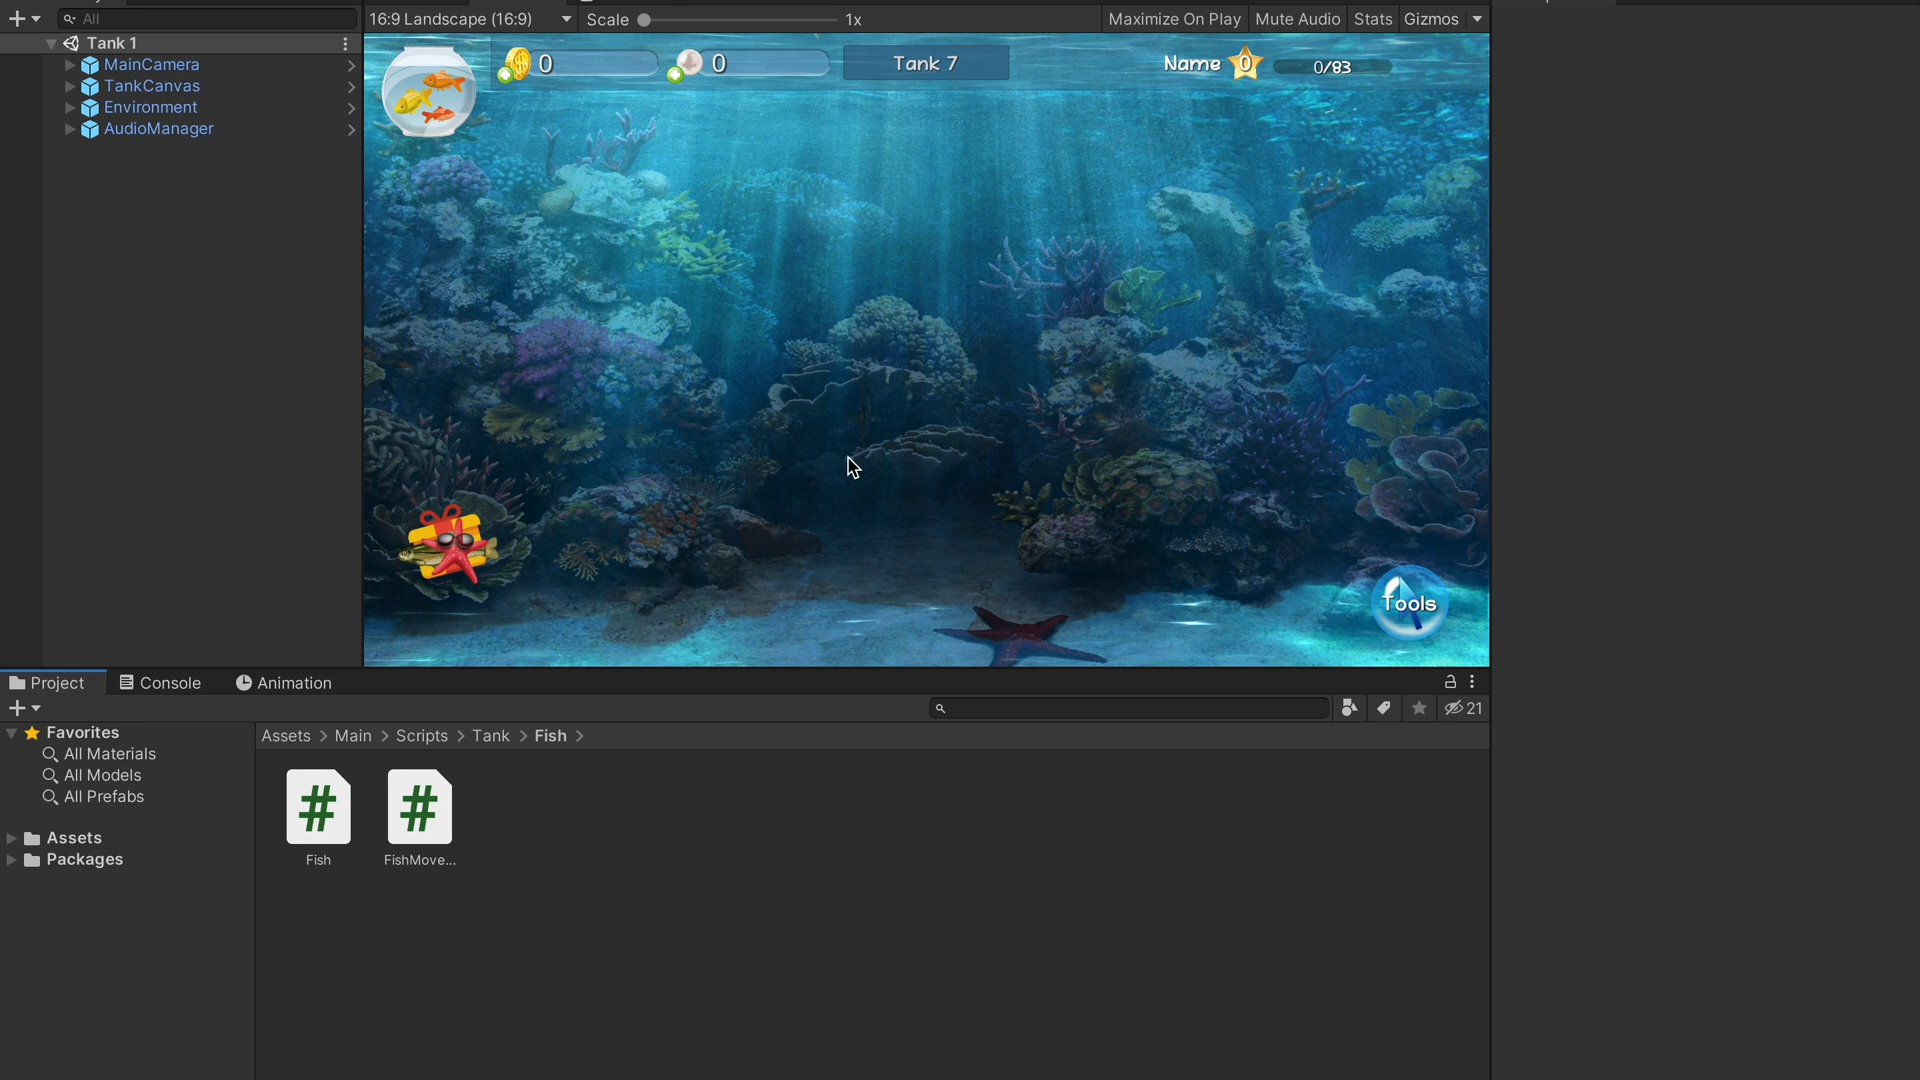 All
16:9 Landscape (16:9)
Scale
1x
Maximize On Play
Mute Audio
Stats
Gizmos
Tank 1
MainCamera
TankCanvas
Environment
AudioManager
0
0
Tank 7
Name
0
0/83
Tools
Project
Console
Animation
21
Favorites
All Materials
All Models
All Prefabs
Assets
Packages
Assets > Main > Scripts > Tank > Fish >
#
#
Fish
FishMove...